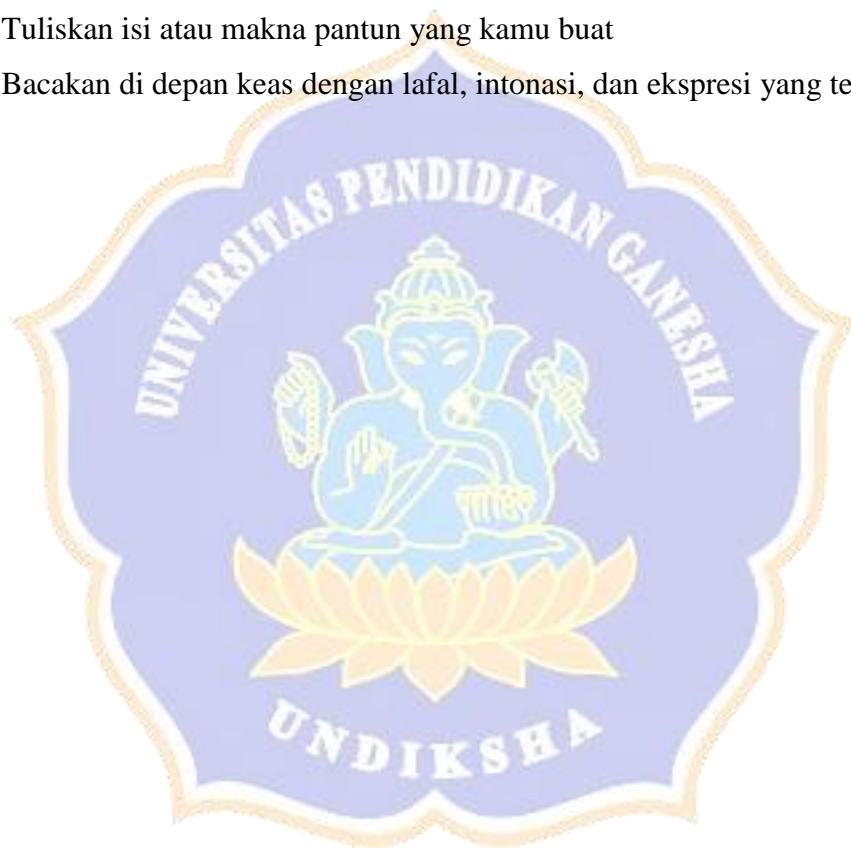 Tuliskan isi atau makna pantun yang kamu buat
Bacakan di depan keas dengan lafal, intonasi, dan ekspresi yang te
UNIVERSITAS PENDIDIKAN GANESHA
UNDIKSHA